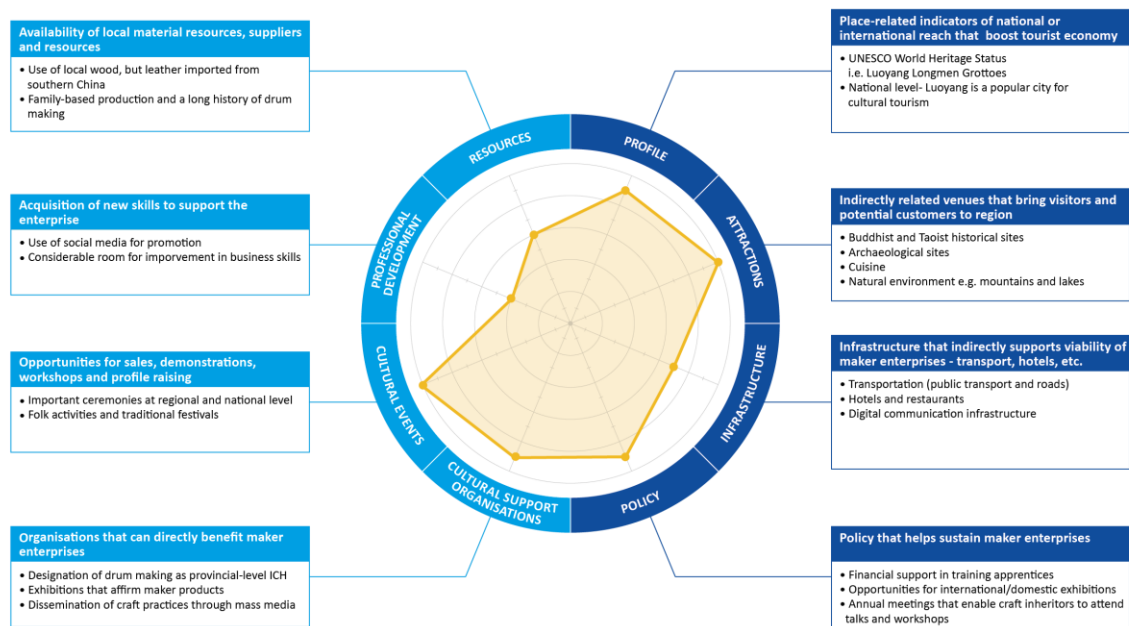 Availability of local material resources, suppliers
and resources
• Use of local wood, but leather imported from
southern China
• Family-based production and a long history of drum
making
Acquisition of new skills to support the
enterprise
• Use of social media for promotion
• Considerable room for imporvement in business skills
Opportunities for sales, demonstrations,
workshops and profile raising
• Important ceremonies at regional and national level
• Folk activities and traditional festivals
Organisations that can directly benefit maker
enterprises
• Designation of drum making as provincial-level ICH
• Exhibitions that affirm maker products
• Dissemination of craft practices through mass media
RESOURCES
PROFILE
ATTRACTIONS
INFRASTRUCTURE
POLICY
CULTURAL SUPPORT
ORGANISATIONS
CULTURAL EVENTS
PROFESSIONAL
DEVELOPMENT
Place-related indicators of national or
international reach that boost tourist economy
• UNESCO World Heritage Status
i.e. Luoyang Longmen Grottoes
• National level- Luoyang is a popular city for
cultural tourism
Indirectly related venues that bring visitors and
potential customers to region
• Buddhist and Taoist historical sites
• Archaeological sites
• Cuisine
• Natural environment e.g. mountains and lakes
Infrastructure that indirectly supports viability of
maker enterprises - transport, hotels, etc.
• Transportation (public transport and roads)
• Hotels and restaurants
• Digital communication infrastructure
Policy that helps sustain maker enterprises
• Financial support in training apprentices
• Opportunities for international/domestic exhibitions
• Annual meetings that enable craft inheritors to attend
talks and workshops